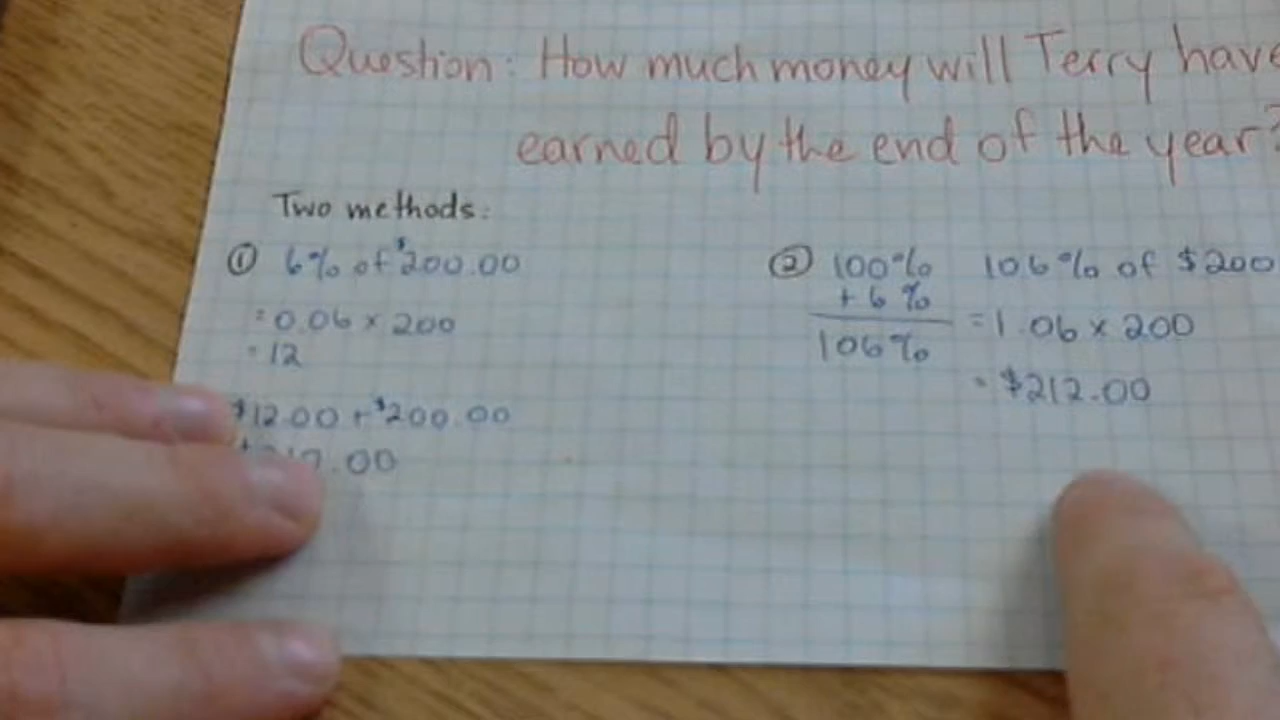 Question: How much money will Terry have
earned by the end of the year?
Two methods:
① 6% of $200.00
= 0.06 x 200
= 12
$12.00 + $200.00
.00
② 100%
+ 6%
106%
106% of $200
= 1.06 x 200
= $212.00